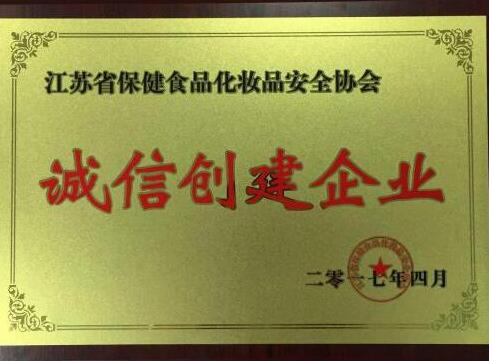 江苏省保健食品化妆品安全协会
诚信创建企业
二零一七年四月